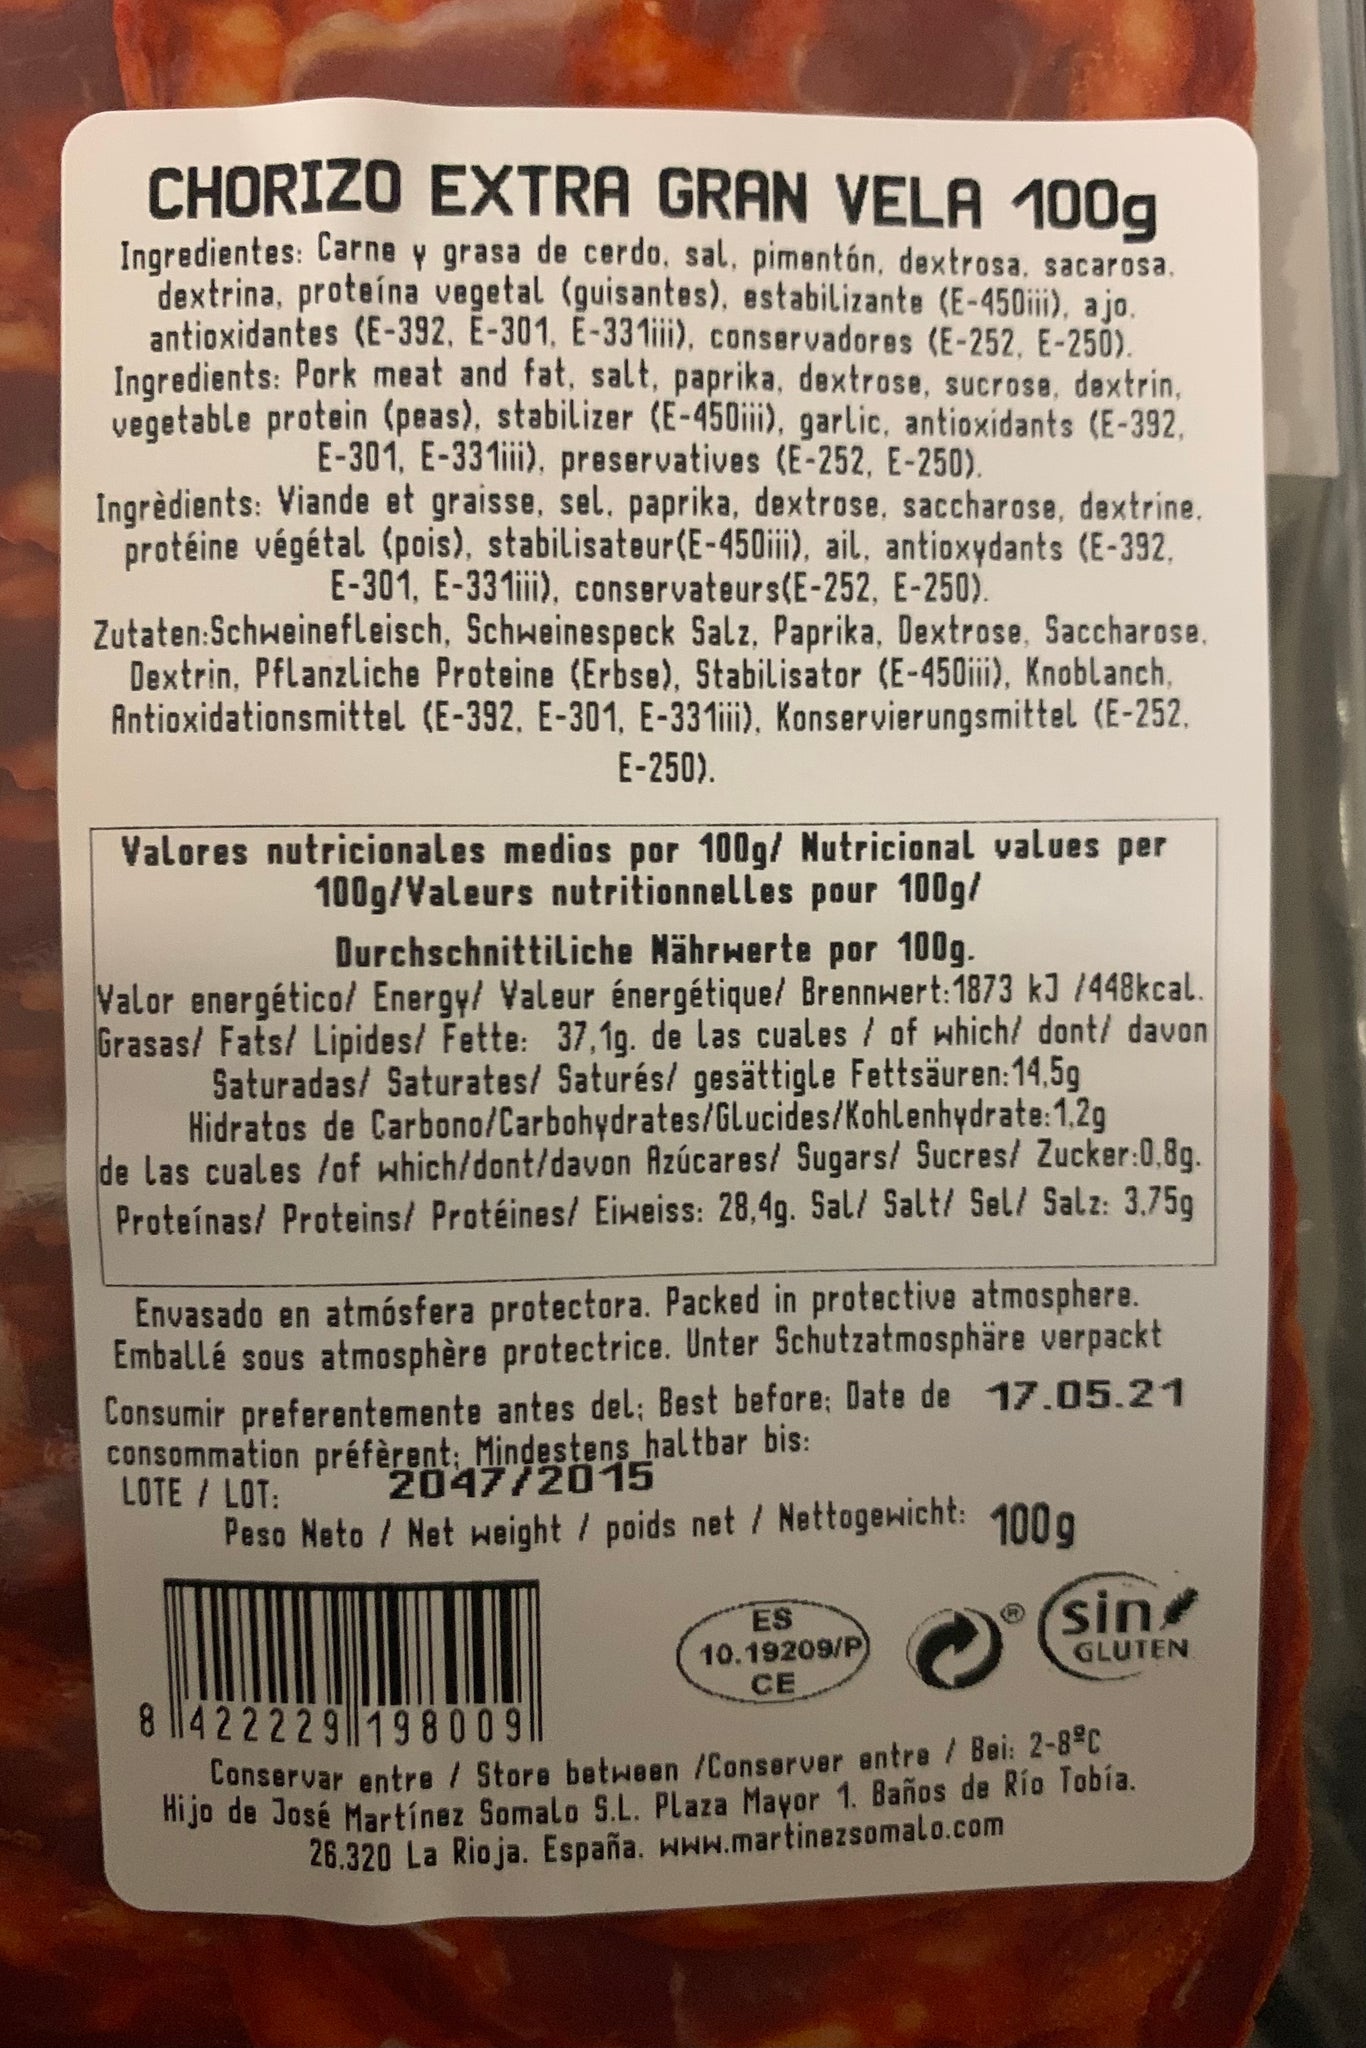 CHORIZO EXTRA GRAN VELA 100g
Ingredientes: Carne y grasa de cerdo, sal, pimentón, dextrosa, sacarosa,
dextrina, proteína vegetal (guisantes), estabilizante (E-450iii), ajo,
antioxidantes (E-392, E-301, E-331iii), conservadores (E-252, E-250).
Ingredients: Pork meat and fat, salt, paprika, dextrose, sucrose, dextrin,
vegetable protein (peas), stabilizer (E-450iii), garlic, antioxidants (E-392,
E-301, E-331iii), preservatives (E-252, E-250).
Ingrèdients: Viande et graisse, sel, paprika, dextrose, saccharose, dextrine,
protéine végétal (pois), stabilisateur(E-450iii), ail, antioxydants (E-392,
E-301, E-331iii), conservateurs(E-252, E-250).
Zutaten:Schweinefleisch, Schweinespeck Salz, Paprika, Dextrose, Saccharose,
Dextrin, Pflanzliche Proteine (Erbse), Stabilisator (E-450iii), Knoblanch,
Antioxidationsmittel (E-392, E-301, E-331iii), Konservierungsmittel (E-252,
E-250).
Valores nutricionales medios por 100g/ Nutricional values per
100g/Valeurs nutritionnelles pour 100g/
Durchschnittiliche Nährwerte por 100g.
Valor energético/ Energy/ Valeur énergétique/ Brennwert:1873 kJ /448kcal.
Grasas/ Fats/ Lipides/ Fette: 37,1g. de las cuales / of which/ dont/ davon
Saturadas/ Saturates/ Saturés/ gesättigle Fettsäuren:14,5g
Hidratos de Carbono/Carbohydrates/Glucides/Kohlenhydrate:1,2g
de las cuales /of which/dont/davon Azúcares/ Sugars/ Sucres/ Zucker:0,8g.
Proteínas/ Proteins/ Protéines/ Eiweiss: 28,4g. Sal/ Salt/ Sel/ Salz: 3,75g
Envasado en atmósfera protectora. Packed in protective atmosphere.
Emballé sous atmosphère protectrice. Unter Schutzatmosphäre verpackt
Consumir preferentemente antes del; Best before; Date de 17.05.21
consommation préfèrent; Mindestens haltbar bis:
LOTE / LOT: 2047/2015
Peso Neto / Net weight / poids net / Nettogewicht: 100g
ES
10.19209/P
CE
®
sin
GLUTEN
8 422229 198009
Conservar entre / Store between /Conserver entre / Bei: 2-8ºC
Hijo de José Martínez Somalo S.L. Plaza Mayor 1. Baños de Río Tobía.
26.320 La Rioja. España. www.martinezsomalo.com